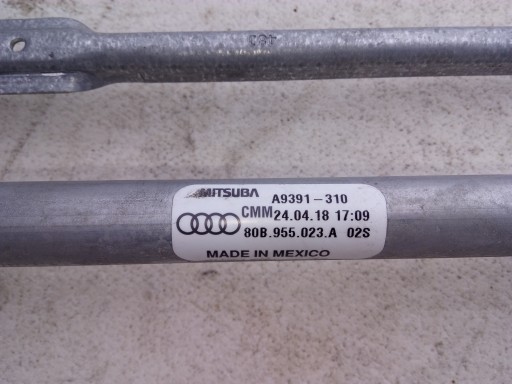 MITSUBA A9391-310
CMM 24.04.18 17:09
80B.955.023.A 02S
MADE IN MEXICO